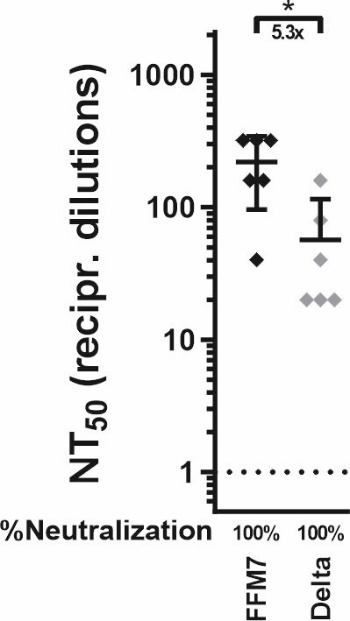 *
5.3x
1000
100
10
1
NT50 (recipr. dilutions)
%Neutralization 100% 100%
FFM7
Delta